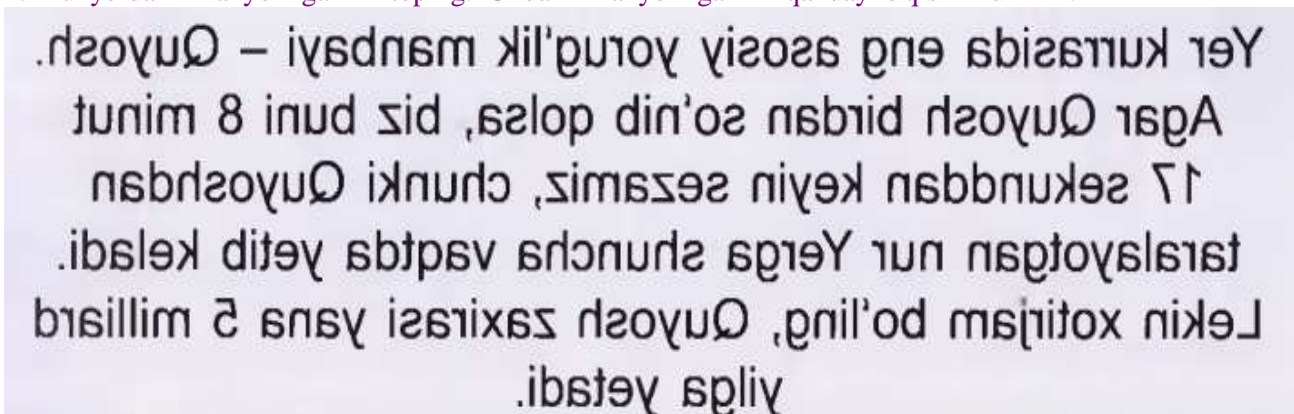 Yer kurrasida eng asosiy yorug'lik manbayi – Quyosh.
Agar Quyosh birdan so'nib qolsa, biz buni 8 minut
17 sekunddan keyin sezamiz, chunki Quyoshdan
taralayotgan nur Yerga shuncha vaqtda yetib keladi.
Lekin xotirjam bo'ling, Quyosh zaxirasi yana 5 milliard
yilga yetadi.